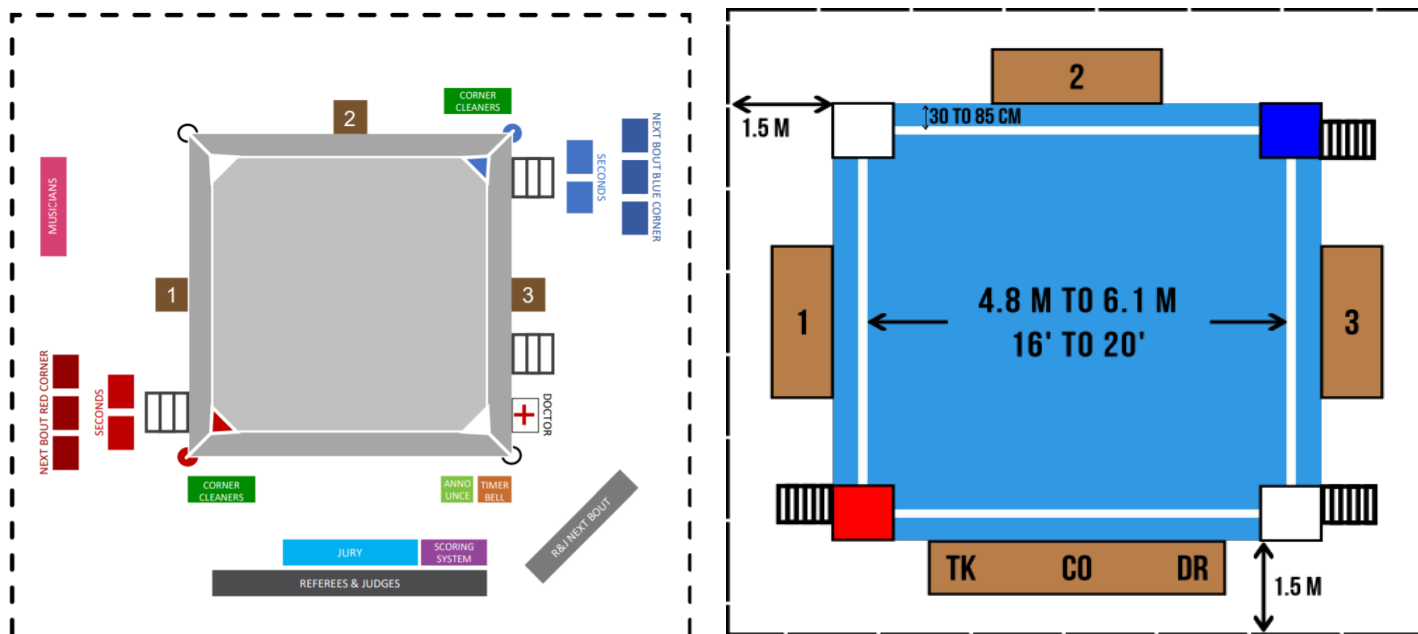 CORNER
CLEANERS
2
NEXT BOUT BLUE CORNER
SECONDS
MUSICIANS
1
3
NEXT BOUT RED CORNER
SECONDS
DOCTOR
CORNER
CLEANERS
ANNO
UNCE
TIMER
BELL
R&J NEXT BOUT
JURY
SCORING
SYSTEM
REFEREES & JUDGES
2
1.5 M
30 TO 85 CM
1
4.8 M TO 6.1 M
16' TO 20'
3
TK CO DR
1.5 M